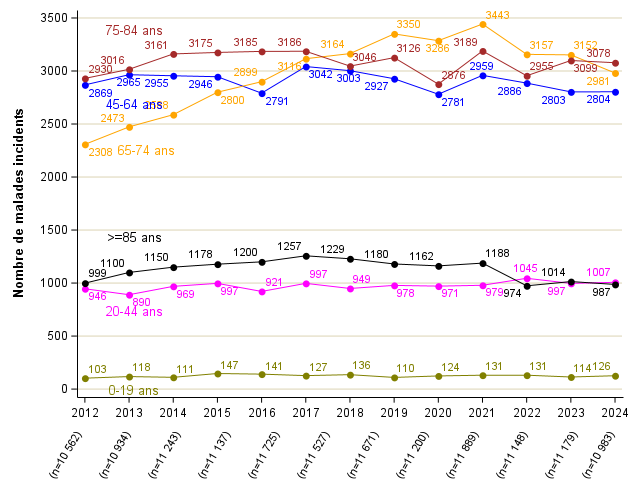 Nombre de malades incidents
3500
3000
2500
2000
1500
1000
500
0
75-84 ans
2930 3016 3161 3175 3185 3186 3046 3126 2876 3189 2955 3099 3078
45-64 ans
2869 2965 2955 2946 2791 3042 3003 2927 2781 2959 2886 2803 2804
65-74 ans
2308 2473 2800 2899 3116 3164 3350 3286 3443 3157 3152 2981
>=85 ans
999 1100 1150 1178 1200 1257 1229 1180 1162 1188 974 1014 987
20-44 ans
946 890 969 997 921 997 949 978 971 979 1045 997 1007
0-19 ans
103 118 111 147 141 127 136 110 124 131 131 114 126
2012 2013 2014 2015 2016 2017 2018 2019 2020 2021 2022 2023 2024
(n=10 562) (n=10 934) (n=11 243) (n=11 137) (n=11 725) (n=11 527) (n=11 671) (n=11 200) (n=11 889) (n=11 148) (n=11 179) (n=10 983)